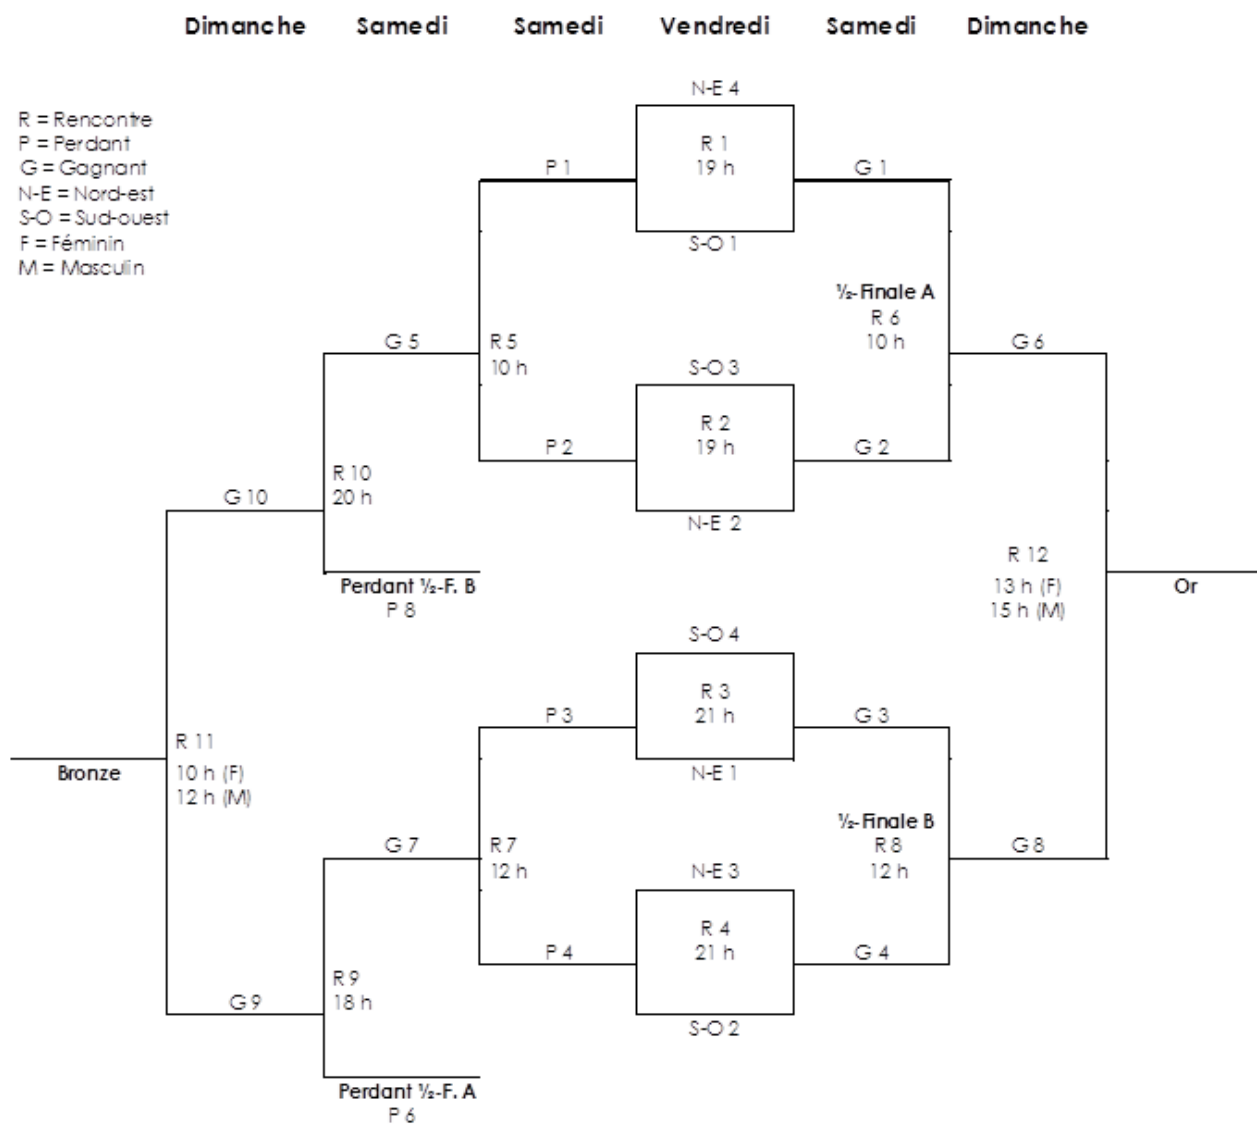 Dimanche Samedi Samedi Vendredi Samedi Dimanche
R = Rencontre
P = Perdant
G = Gagnant
N-E = Nord-est
S-O = Sud-ouest
F = Féminin
M = Masculin
N-E 4
P 1
R 1
19 h
G 1
S-O 1
½-Finale A
R 6
10 h
G 5
R 5
10 h
S-O 3
G 6
P 2
R 2
19 h
G 2
N-E 2
R 10
20 h
G 10
Perdant ½-F. B
P 8
R 12
13 h (F)
15 h (M)
Or
S-O 4
P 3
R 3
21 h
G 3
N-E 1
R 11
10 h (F)
12 h (M)
Bronze
½-Finale B
R 8
12 h
G 7
R 7
12 h
N-E 3
G 8
P 4
R 4
21 h
G 4
S-O 2
R 9
18 h
G 9
Perdant ½-F. A
P 6